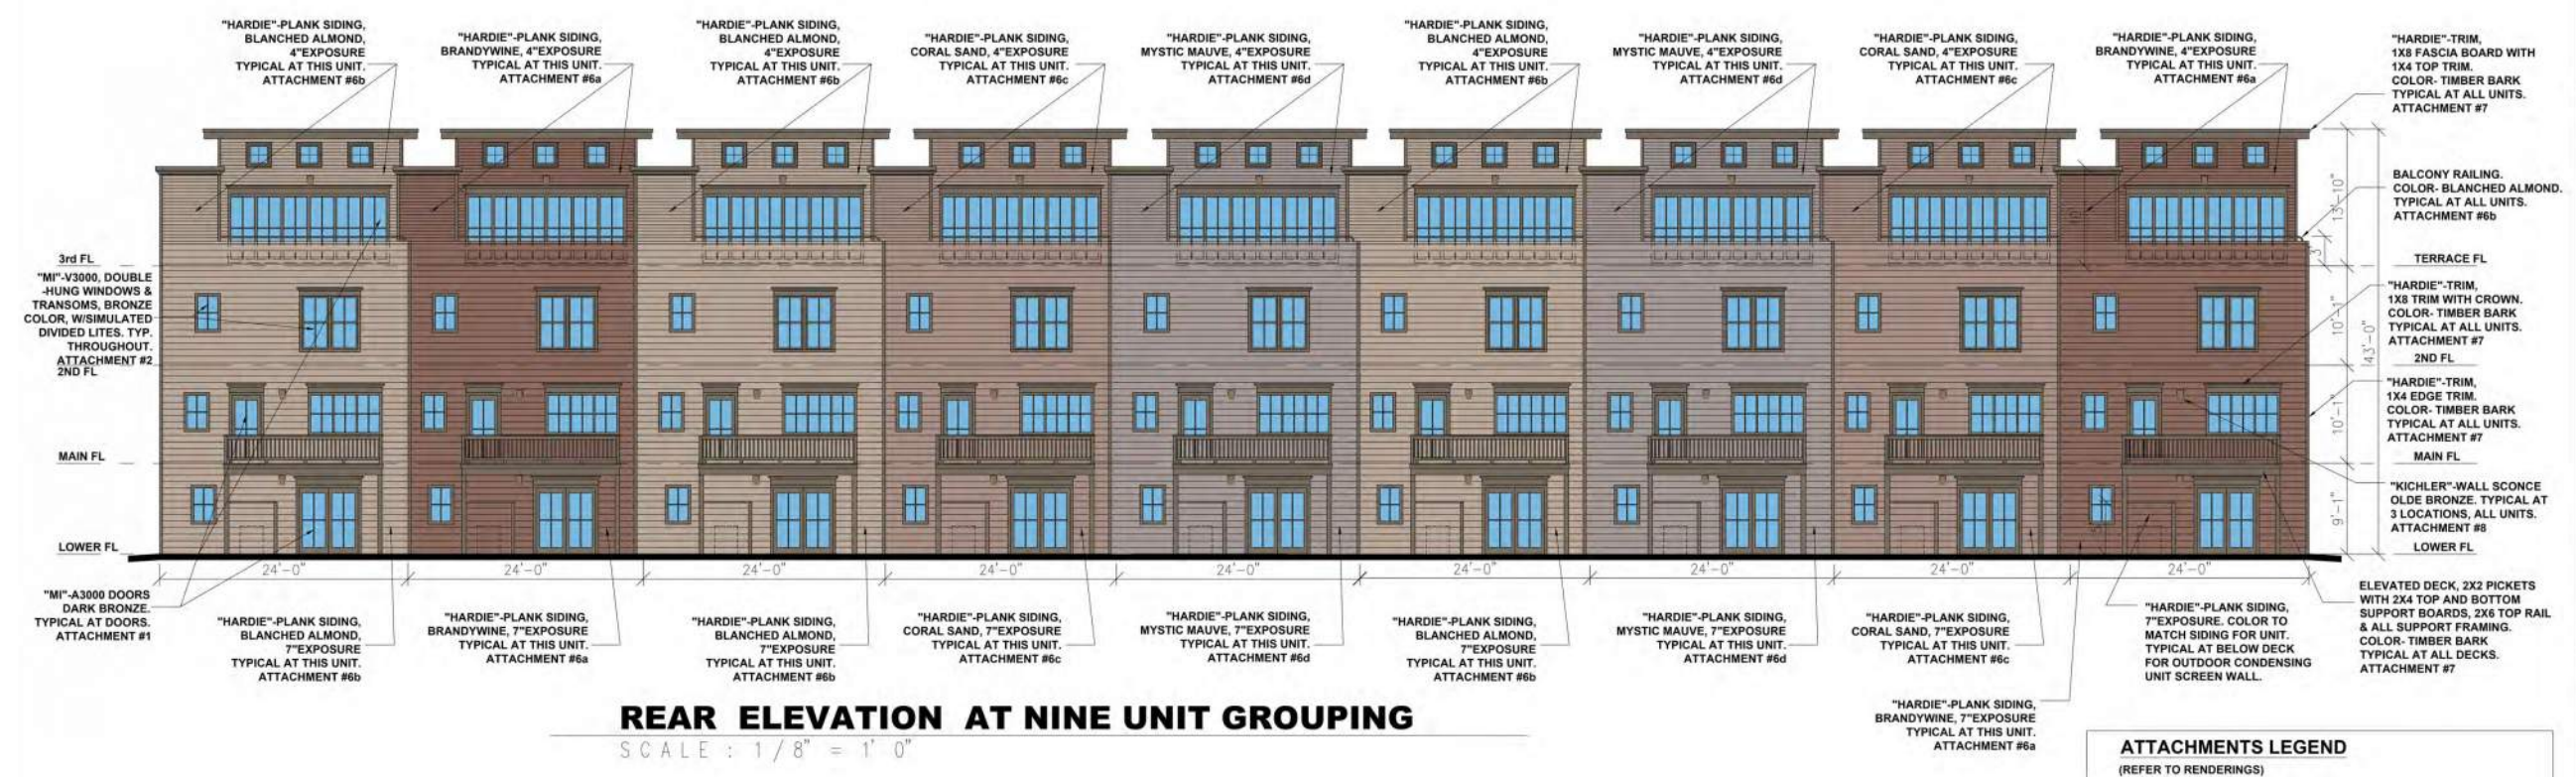 "HARDIE"-PLANK SIDING,
BLANCHED ALMOND,
4"EXPOSURE
TYPICAL AT THIS UNIT.
ATTACHMENT #6b
"HARDIE"-PLANK SIDING,
BRANDYWINE, 4"EXPOSURE
TYPICAL AT THIS UNIT.
ATTACHMENT #6a
"HARDIE"-PLANK SIDING,
BLANCHED ALMOND,
4"EXPOSURE
TYPICAL AT THIS UNIT.
ATTACHMENT #6b
"HARDIE"-PLANK SIDING,
CORAL SAND, 4"EXPOSURE
TYPICAL AT THIS UNIT.
ATTACHMENT #6c
"HARDIE"-PLANK SIDING,
MYSTIC MAUVE, 4"EXPOSURE
TYPICAL AT THIS UNIT.
ATTACHMENT #6d
"HARDIE"-PLANK SIDING,
BLANCHED ALMOND,
4"EXPOSURE
TYPICAL AT THIS UNIT.
ATTACHMENT #6b
"HARDIE"-PLANK SIDING,
MYSTIC MAUVE, 4"EXPOSURE
TYPICAL AT THIS UNIT.
ATTACHMENT #6d
"HARDIE"-PLANK SIDING,
CORAL SAND, 4"EXPOSURE
TYPICAL AT THIS UNIT.
ATTACHMENT #6c
"HARDIE"-PLANK SIDING,
BRANDYWINE, 4"EXPOSURE
TYPICAL AT THIS UNIT.
ATTACHMENT #6a
"HARDIE"-TRIM,
1X8 FASCIA BOARD WITH
1X4 TOP TRIM.
COLOR- TIMBER BARK
TYPICAL AT ALL UNITS.
ATTACHMENT #7
BALCONY RAILING.
COLOR- BLANCHED ALMOND.
TYPICAL AT ALL UNITS.
ATTACHMENT #6b
13'-10"
3'
TERRACE FL
"HARDIE"-TRIM,
1X8 TRIM WITH CROWN.
COLOR- TIMBER BARK
TYPICAL AT ALL UNITS.
ATTACHMENT #7
10'-1"
43'-0"
2ND FL
"HARDIE"-TRIM,
1X4 EDGE TRIM.
COLOR- TIMBER BARK
TYPICAL AT ALL UNITS.
ATTACHMENT #7
10'-1"
MAIN FL
"KICHLER"-WALL SCONCE
OLDE BRONZE. TYPICAL AT
3 LOCATIONS, ALL UNITS.
ATTACHMENT #8
9'-1"
LOWER FL
3rd FL
"MI"-V3000, DOUBLE
-HUNG WINDOWS &
TRANSOMS, BRONZE
COLOR, W/SIMULATED
DIVIDED LITES. TYP.
THROUGHOUT.
ATTACHMENT #2
2ND FL
MAIN FL
LOWER FL
24'-0"
24'-0"
24'-0"
24'-0"
24'-0"
24'-0"
24'-0"
24'-0"
24'-0"
"MI"-A3000 DOORS
DARK BRONZE.
TYPICAL AT DOORS.
ATTACHMENT #1
"HARDIE"-PLANK SIDING,
BLANCHED ALMOND,
7"EXPOSURE
TYPICAL AT THIS UNIT.
ATTACHMENT #6b
"HARDIE"-PLANK SIDING,
BRANDYWINE, 7"EXPOSURE
TYPICAL AT THIS UNIT.
ATTACHMENT #6a
"HARDIE"-PLANK SIDING,
BLANCHED ALMOND,
7"EXPOSURE
TYPICAL AT THIS UNIT.
ATTACHMENT #6b
"HARDIE"-PLANK SIDING,
CORAL SAND, 7"EXPOSURE
TYPICAL AT THIS UNIT.
ATTACHMENT #6c
"HARDIE"-PLANK SIDING,
MYSTIC MAUVE, 7"EXPOSURE
TYPICAL AT THIS UNIT.
ATTACHMENT #6d
"HARDIE"-PLANK SIDING,
BLANCHED ALMOND,
7"EXPOSURE
TYPICAL AT THIS UNIT.
ATTACHMENT #6b
"HARDIE"-PLANK SIDING,
MYSTIC MAUVE, 7"EXPOSURE
TYPICAL AT THIS UNIT.
ATTACHMENT #6d
"HARDIE"-PLANK SIDING,
CORAL SAND, 7"EXPOSURE
TYPICAL AT THIS UNIT.
ATTACHMENT #6c
"HARDIE"-PLANK SIDING,
BRANDYWINE, 7"EXPOSURE
TYPICAL AT THIS UNIT.
ATTACHMENT #6a
"HARDIE"-PLANK SIDING,
7"EXPOSURE. COLOR TO
MATCH SIDING FOR UNIT.
TYPICAL AT BELOW DECK
FOR OUTDOOR CONDENSING
UNIT SCREEN WALL.
ELEVATED DECK, 2X2 PICKETS
WITH 2X4 TOP AND BOTTOM
SUPPORT BOARDS, 2X6 TOP RAIL
& ALL SUPPORT FRAMING.
COLOR- TIMBER BARK
TYPICAL AT ALL DECKS.
ATTACHMENT #7
REAR ELEVATION AT NINE UNIT GROUPING
SCALE : 1/8" = 1' 0"
ATTACHMENTS LEGEND
(REFER TO RENDERINGS)